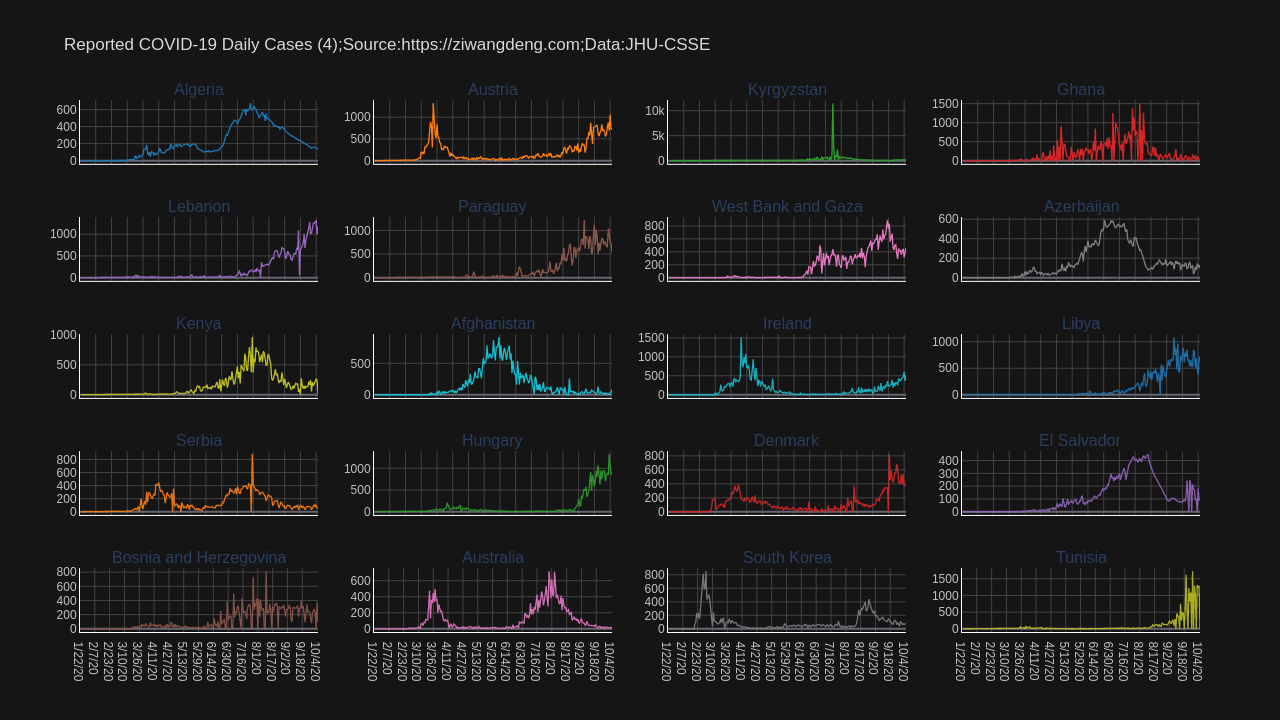 Reported COVID-19 Daily Cases (4);Source:https://ziwangdeng.com;Data:JHU-CSSE
Algeria Austria Kyrgyzstan Ghana
600 400 200 0
1000 500 0
10k 5k 0
1500 1000 500 0
Lebanon Paraguay West Bank and Gaza Azerbaijan
1000 500 0
1000 500 0
800 600 400 200 0
600 400 200 0
Kenya Afghanistan Ireland Libya
1000 500 0
500 0
1500 1000 500 0
1000 500 0
Serbia Hungary Denmark El Salvador
800 600 400 200 0
1000 500 0
800 600 400 200 0
400 300 200 100 0
Bosnia and Herzegovina Australia South Korea Tunisia
800 600 400 200 0
600 400 200 0
800 600 400 200 0
1500 1000 500 0
1/22/20 2/7/20 2/23/20 3/10/20 3/26/20 4/11/20 4/27/20 5/13/20 5/29/20 6/14/20 6/30/20 7/16/20 8/1/20 8/17/20 9/2/20 9/18/20 10/4/20
1/22/20 2/7/20 2/23/20 3/10/20 3/26/20 4/11/20 4/27/20 5/13/20 5/29/20 6/14/20 6/30/20 7/16/20 8/1/20 8/17/20 9/2/20 9/18/20 10/4/20
1/22/20 2/7/20 2/23/20 3/10/20 3/26/20 4/11/20 4/27/20 5/13/20 5/29/20 6/14/20 6/30/20 7/16/20 8/1/20 8/17/20 9/2/20 9/18/20 10/4/20
1/22/20 2/7/20 2/23/20 3/10/20 3/26/20 4/11/20 4/27/20 5/13/20 5/29/20 6/14/20 6/30/20 7/16/20 8/1/20 8/17/20 9/2/20 9/18/20 10/4/20